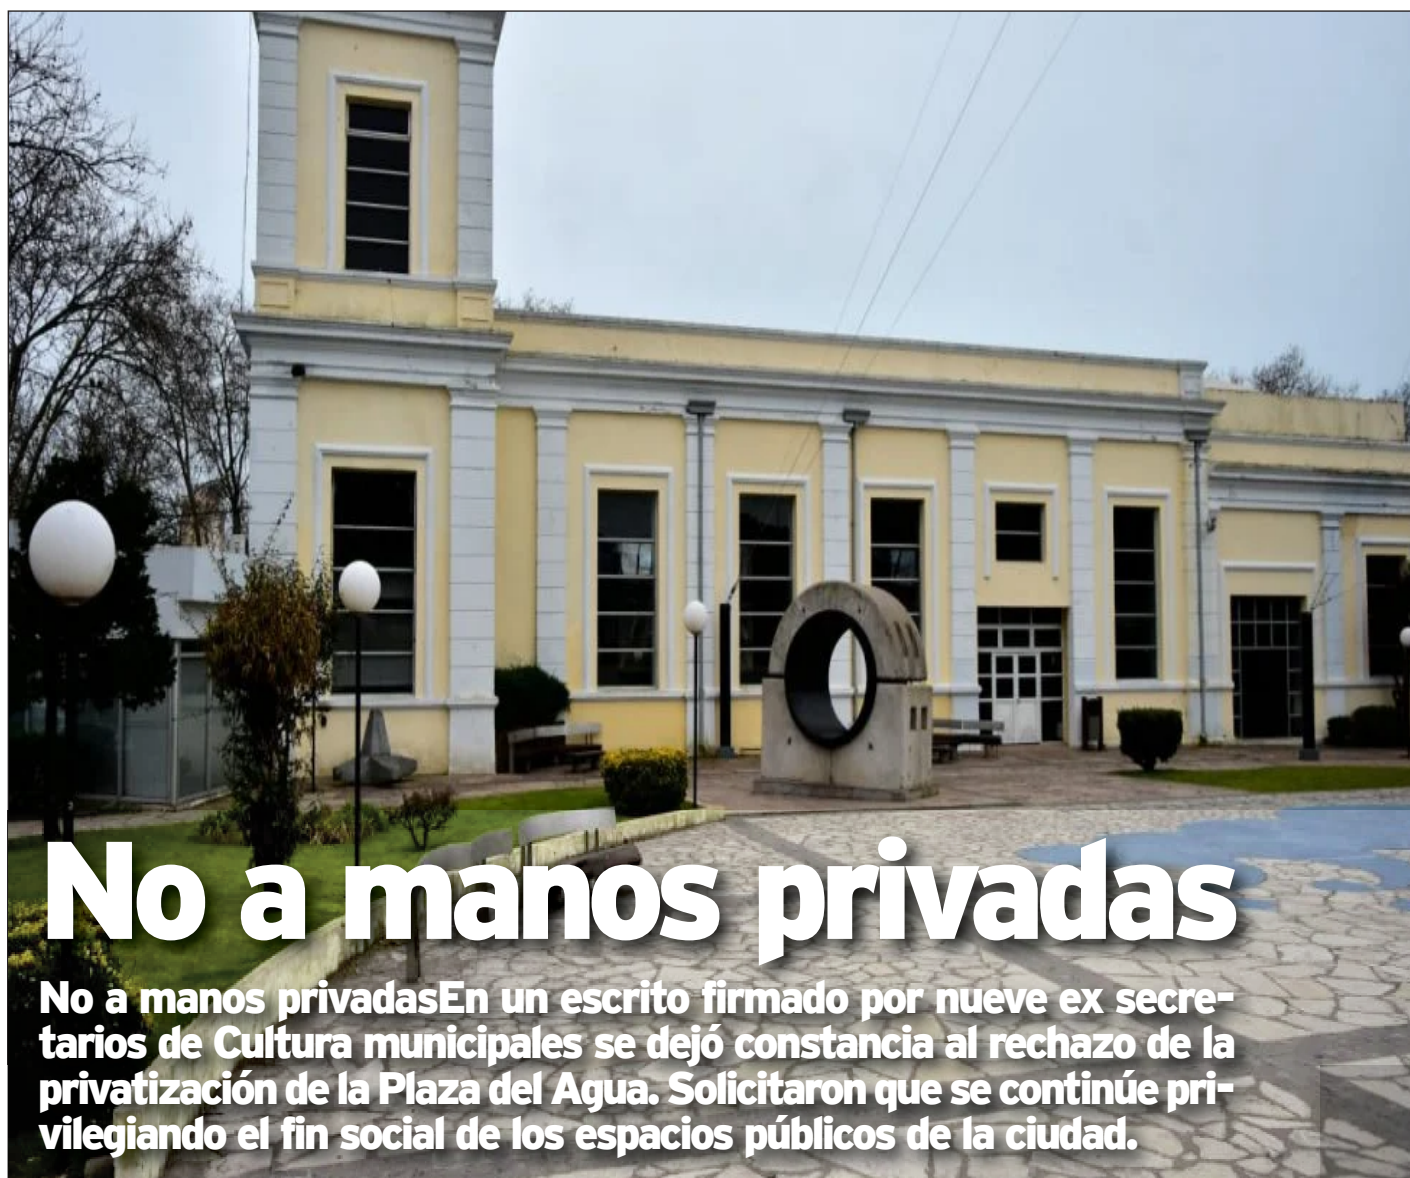 No a manos privadas
No a manos privadasEn un escrito firmado por nueve ex secre-
tarios de Cultura municipales se dejó constancia al rechazo de la
privatización de la Plaza del Agua. Solicitaron que se continúe pri-
vilegiando el fin social de los espacios públicos de la ciudad.